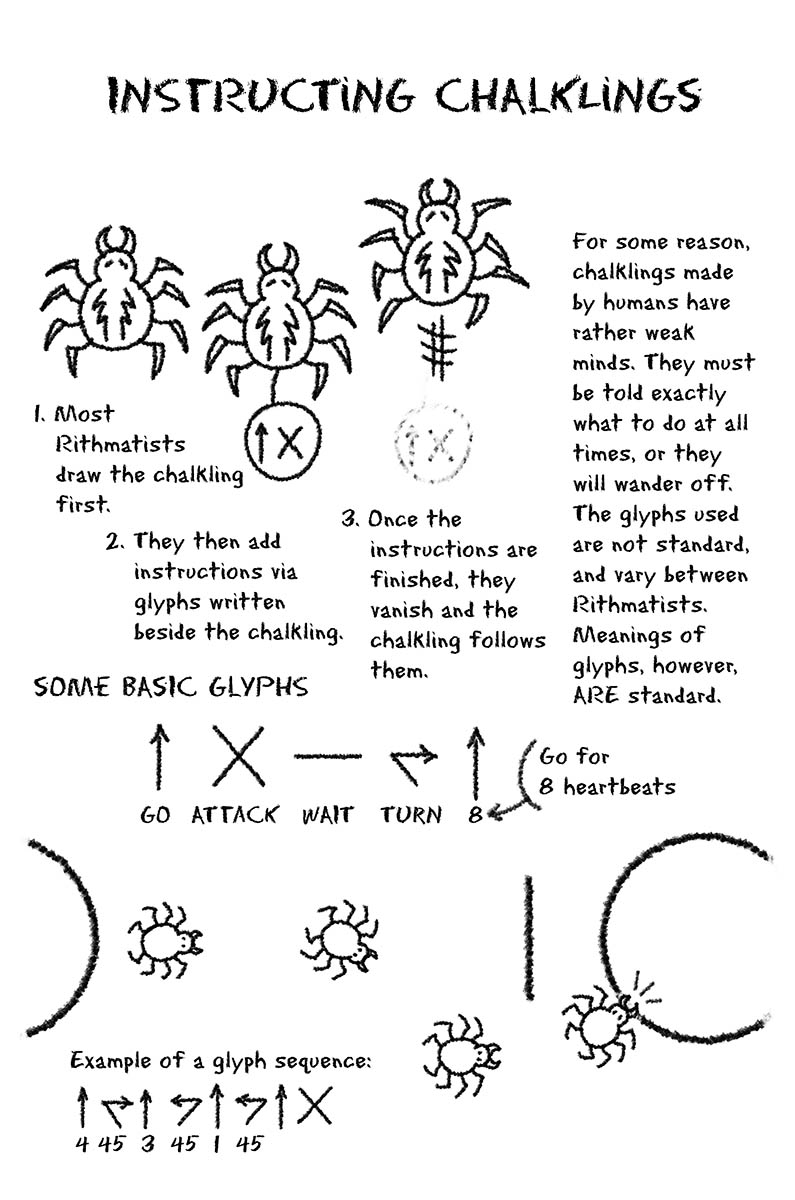 INSTRUCTING CHALKLINGS
1. Most
Rithmatists
draw the chalkling
first.
2. They then add
instructions via
glyphs written
beside the chalkling.
3. Once the
instructions are
finished, they
vanish and the
chalkling follows
them.
For some reason,
chalklings made
by humans have
rather weak
minds. They must
be told exactly
what to do at all
times, or they
will wander off.
The glyphs used
are not standard,
and vary between
Rithmatists.
Meanings of
glyphs, however,
ARE standard.
SOME BASIC GLYPHS
GO ATTACK WAIT TURN 8
Go for
8 heartbeats
Example of a glyph sequence:
4 45 3 45 1 45